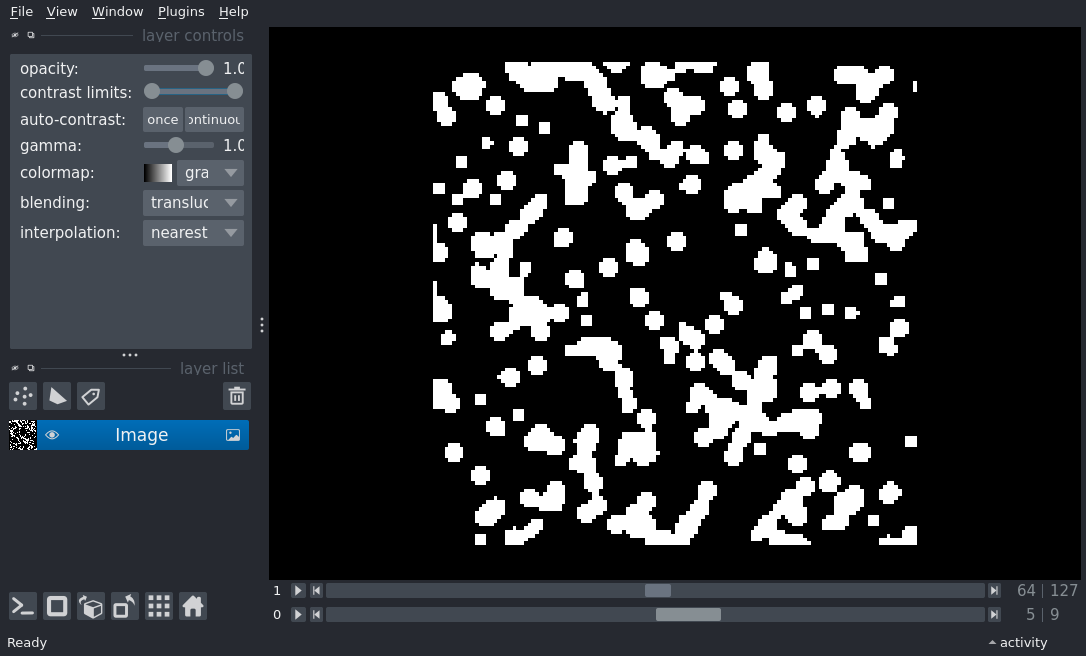 File View Window Plugins Help
layer controls
opacity: 1.0
contrast limits:
auto-contrast: once ontinuou
gamma: 1.0
colormap: gra
blending: transluc
interpolation: nearest
layer list
Image
1 64 | 127
0 5 | 9
Ready activity